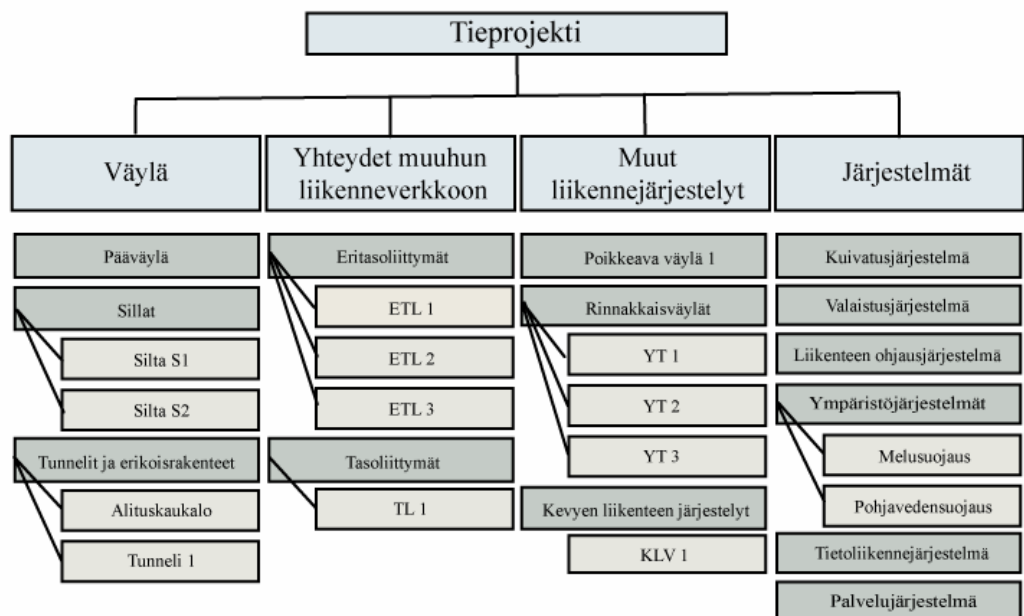 Tieprojekti
Väylä
Yhteydet muuhun
liikenneverkkoon
Muut
liikennejärjestelyt
Järjestelmät
Pääväylä
Sillat
Silta S1
Silta S2
Tunnelit ja erikoisrakenteet
Alituskaukalo
Tunneli 1
Eritasoliittymät
ETL 1
ETL 2
ETL 3
Tasoliittymät
TL 1
Poikkeava väylä 1
Rinnakkaisväylät
YT 1
YT 2
YT 3
Kevyen liikenteen järjestelyt
KLV 1
Kuivatusjärjestelmä
Valaistusjärjestelmä
Liikenteen ohjausjärjestelmä
Ympäristöjärjestelmät
Melusuojaus
Pohjavedensuojaus
Tietoliikennejärjestelmä
Palvelujärjestelmä